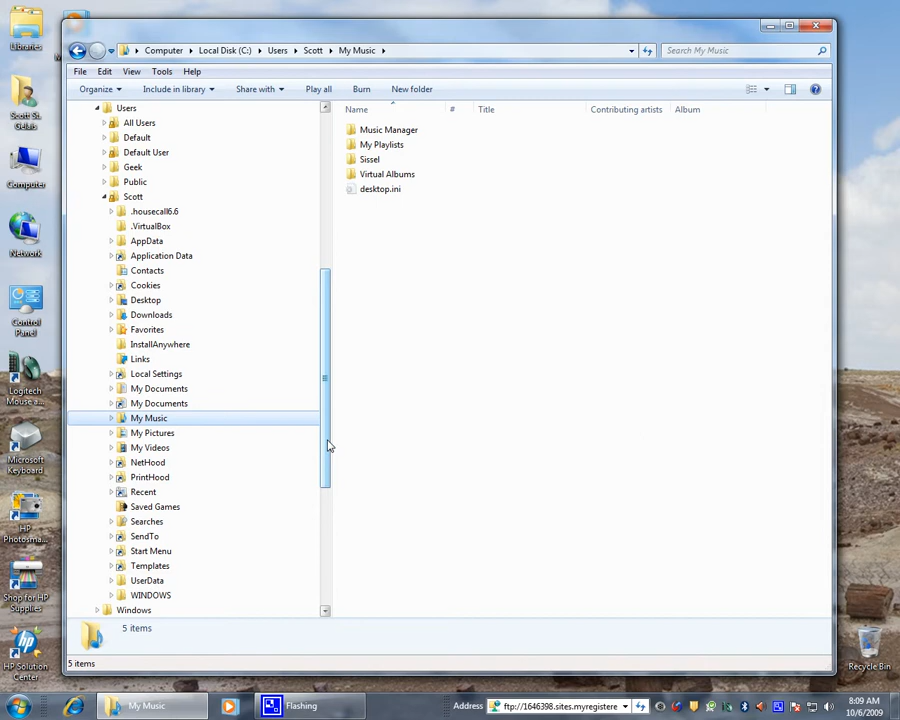 Computer Local Disk (C:) Users Scott My Music
Search My Music
File Edit View Tools Help
Organize Include in library Share with Play all Burn New folder
Name # Title Contributing artists Album
Users
All Users
Default
Default User
Geek
Public
Scott
.housecall6.6
.VirtualBox
AppData
Application Data
Contacts
Cookies
Desktop
Downloads
Favorites
InstallAnywhere
Links
Local Settings
My Documents
My Documents
My Music
My Pictures
My Videos
NetHood
PrintHood
Recent
Saved Games
Searches
SendTo
Start Menu
Templates
UserData
WINDOWS
Windows
Music Manager
My Playlists
Sissel
Virtual Albums
desktop.ini
5 items
5 items
Libraries
Scott St.
Gelais
Computer
Network
Control
Panel
Logitech
Mouse a...
Microsoft
Keyboard
HP
Photosma...
Shop for HP
Supplies
HP Solution
Center
Recycle Bin
My Music
Flashing
Address ftp://1646398.sites.myregistere
8:09 AM
10/6/2009